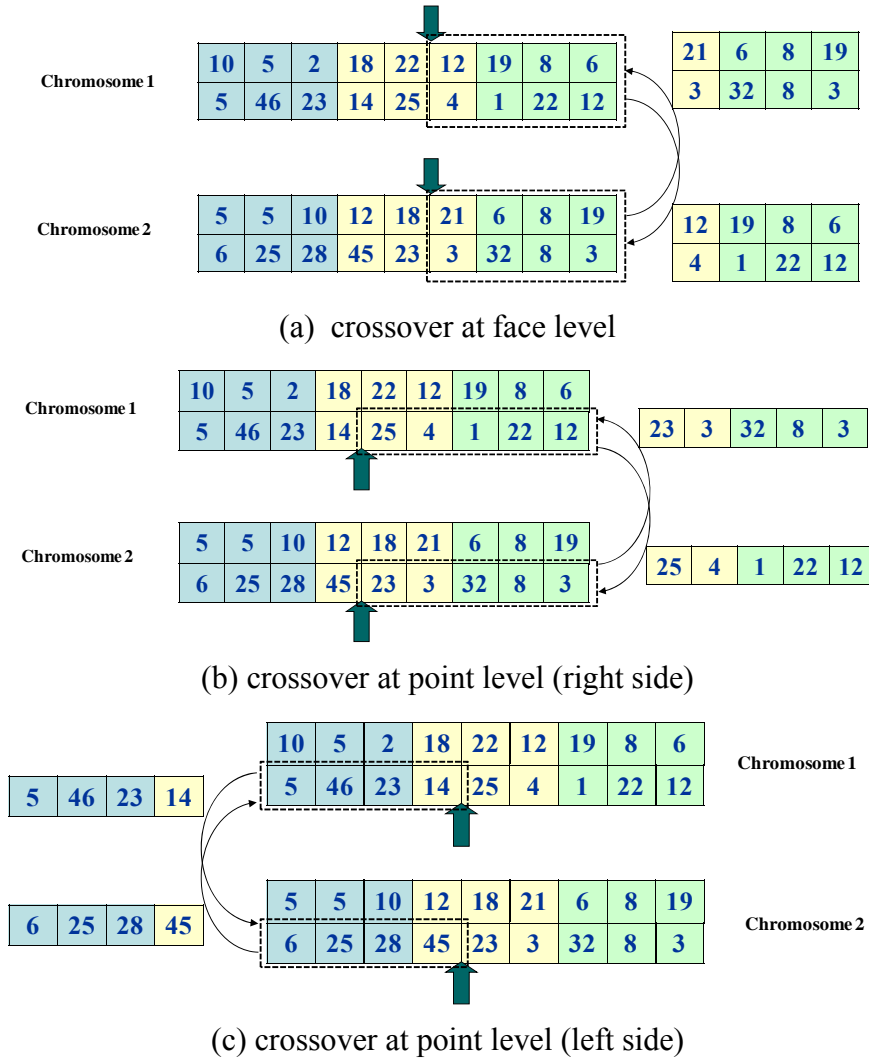 10 5 2 18 22 12 19 8 6
Chromosome 1
5 46 23 14 25 4 1 22 12
21 6 8 19
3 32 8 3
5 5 10 12 18 21 6 8 19
Chromosome 2
6 25 28 45 23 3 32 8 3
12 19 8 6
4 1 22 12
(a) crossover at face level
10 5 2 18 22 12 19 8 6
Chromosome 1
5 46 23 14 25 4 1 22 12
23 3 32 8 3
5 5 10 12 18 21 6 8 19
Chromosome 2
6 25 28 45 23 3 32 8 3
25 4 1 22 12
(b) crossover at point level (right side)
10 5 2 18 22 12 19 8 6
Chromosome 1
5 46 23 14 25 4 1 22 12
5 46 23 14
5 5 10 12 18 21 6 8 19
Chromosome 2
6 25 28 45 23 3 32 8 3
6 25 28 45
(c) crossover at point level (left side)